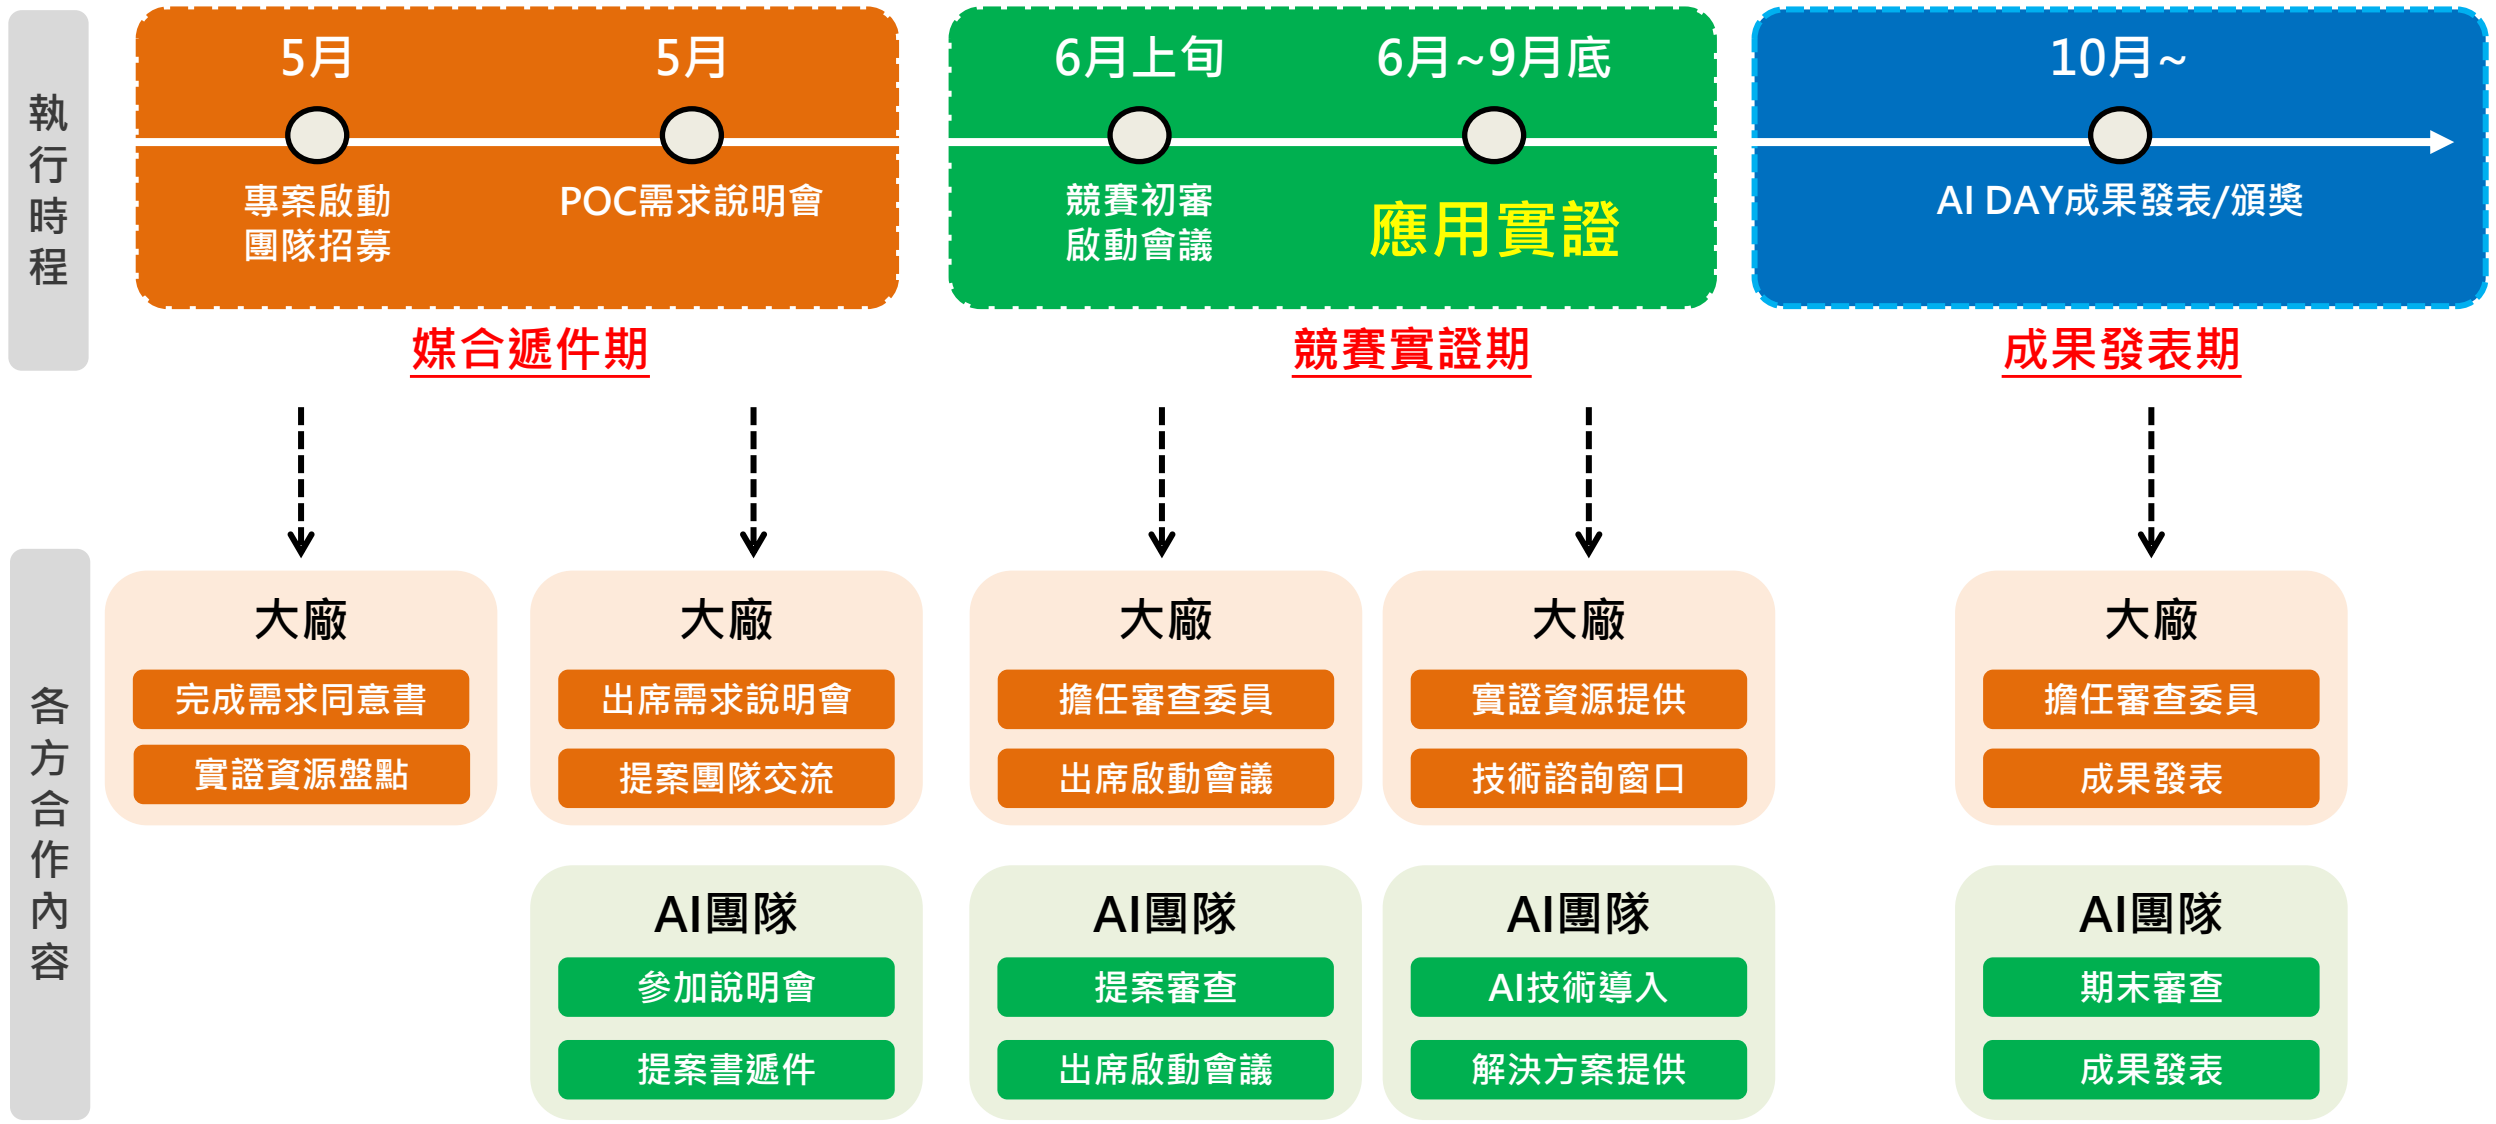 執行時程
5月
專案啟動
團隊招募
5月
POC需求說明會
媒合遞件期
6月上旬
競賽初審
啟動會議
6月~9月底
應用實證
競賽實證期
10月~
AI DAY成果發表/頒獎
成果發表期
各方合作內容
大廠
完成需求同意書
實證資源盤點
大廠
出席需求說明會
提案團隊交流
大廠
擔任審查委員
出席啟動會議
大廠
實證資源提供
技術諮詢窗口
大廠
擔任審查委員
成果發表
AI團隊
參加說明會
提案書遞件
AI團隊
提案審查
出席啟動會議
AI團隊
AI技術導入
解決方案提供
AI團隊
期末審查
成果發表